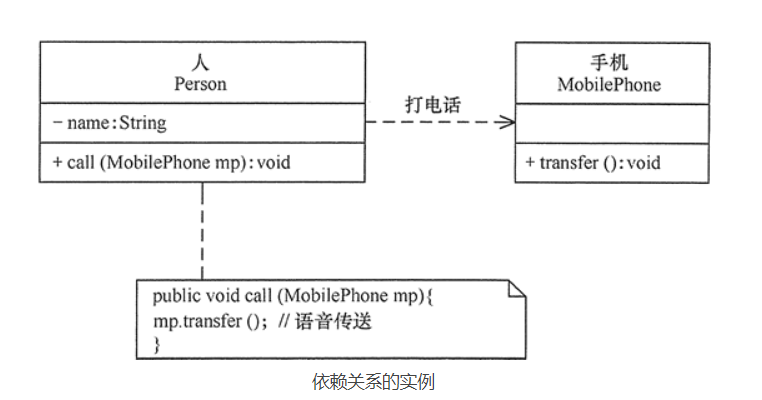 人
Person
- name:String
+ call (MobilePhone mp):void
打电话
手机
MobilePhone
+ transfer ():void
public void call (MobilePhone mp){
mp.transfer (); // 语音传送
}
依赖关系的实例